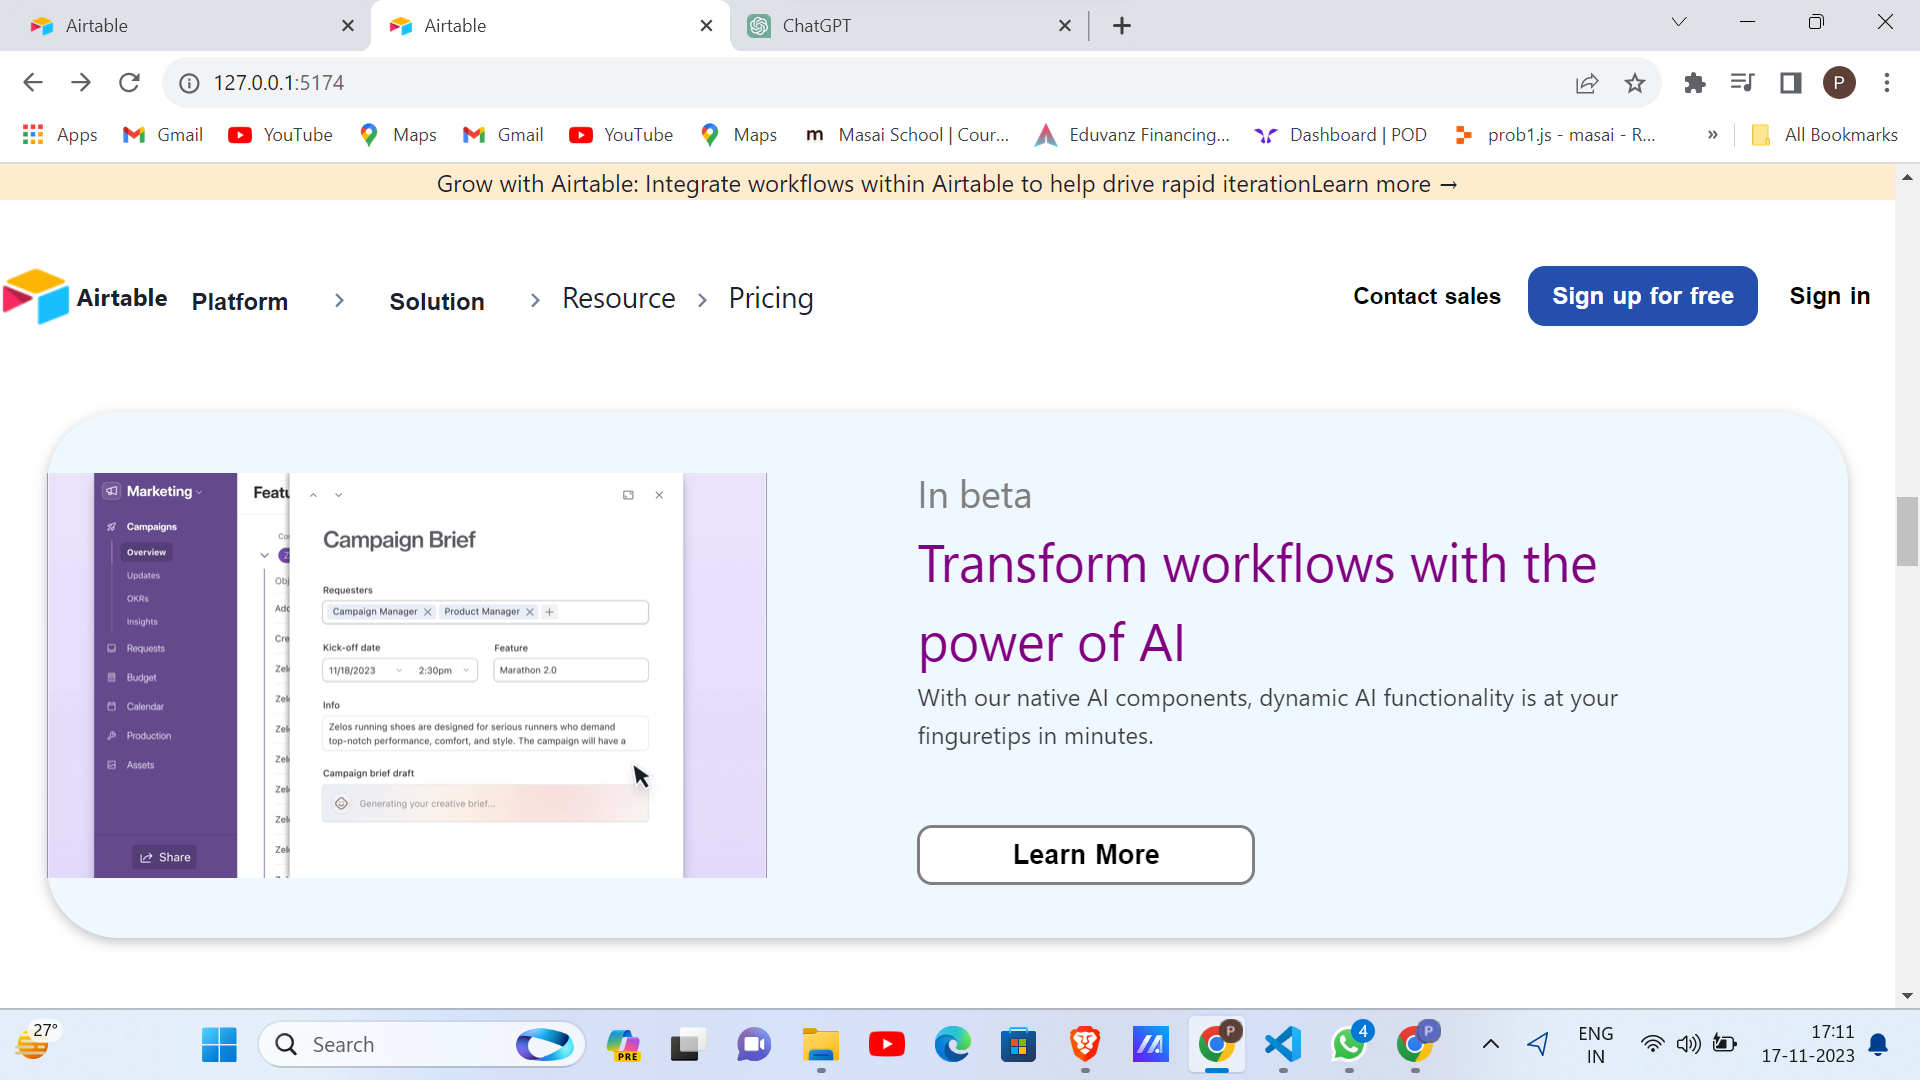 Airtable
Airtable
ChatGPT
127.0.0.1:5174
P
Apps
Gmail
YouTube
Maps
Gmail
YouTube
Maps
m Masai School | Cour...
Eduvanz Financing...
Dashboard | POD
prob1.js - masai - R...
»
All Bookmarks
Grow with Airtable: Integrate workflows within Airtable to help drive rapid iterationLearn more →
Airtable
Platform
Solution
Resource
Pricing
Contact sales
Sign up for free
Sign in
Marketing
Campaigns
Overview
Updates
OKRs
Insights
Requests
Budget
Calendar
Production
Assets
Share
Campaign Brief
Requesters
Campaign Manager × Product Manager × +
Kick-off date
Feature
11/18/2023 2:30pm
Marathon 2.0
Info
Zelos running shoes are designed for serious runners who demand
top-notch performance, comfort, and style. The campaign will have a
Campaign brief draft
Generating your creative brief...
In beta
Transform workflows with the
power of AI
With our native AI components, dynamic AI functionality is at your
finguretips in minutes.
Learn More
27°
Search
PRE
P
4
P
ENG
IN
17:11
17-11-2023